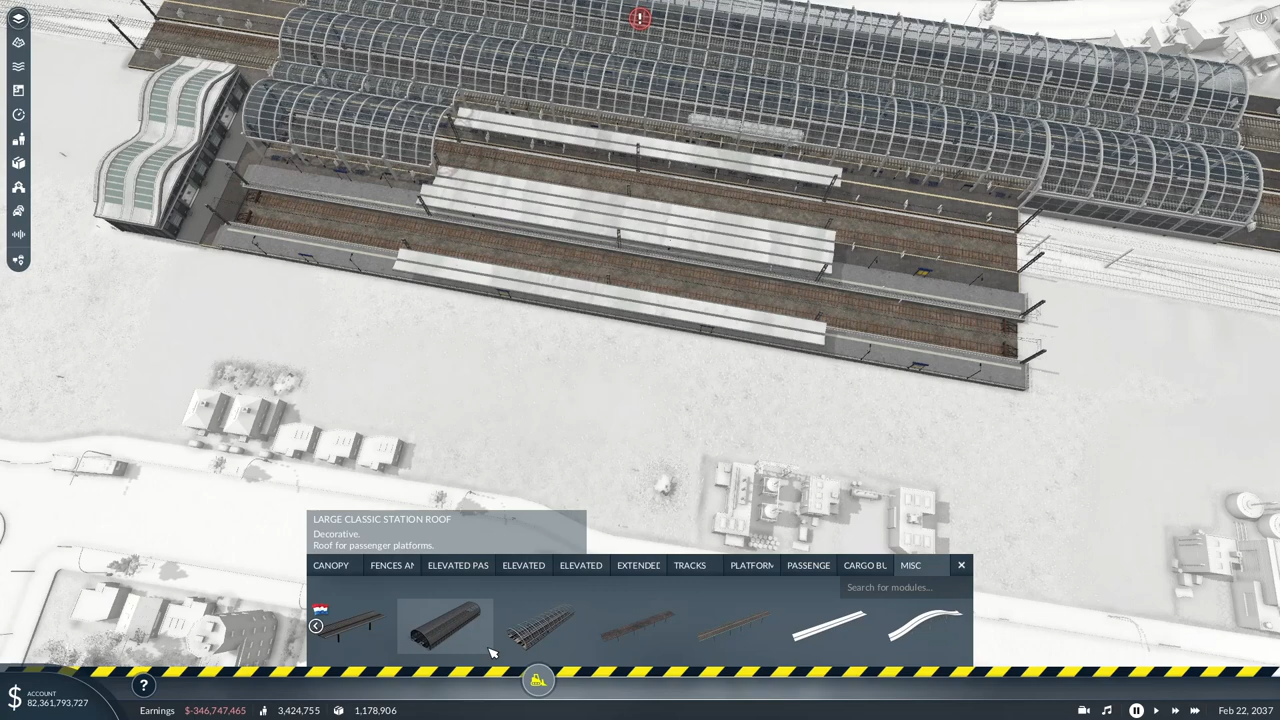 LARGE CLASSIC STATION ROOF
Decorative.
Roof for passenger platforms.
CANOPY FENCES AN ELEVATED PAS ELEVATED ELEVATED EXTENDED TRACKS PLATFORM PASSENGE CARGO BU MISC
Search for modules...
?
$ ACCOUNT
82,361,793,727
Earnings $-346,747,465 3,424,755 1,178,906 Feb 22, 2037